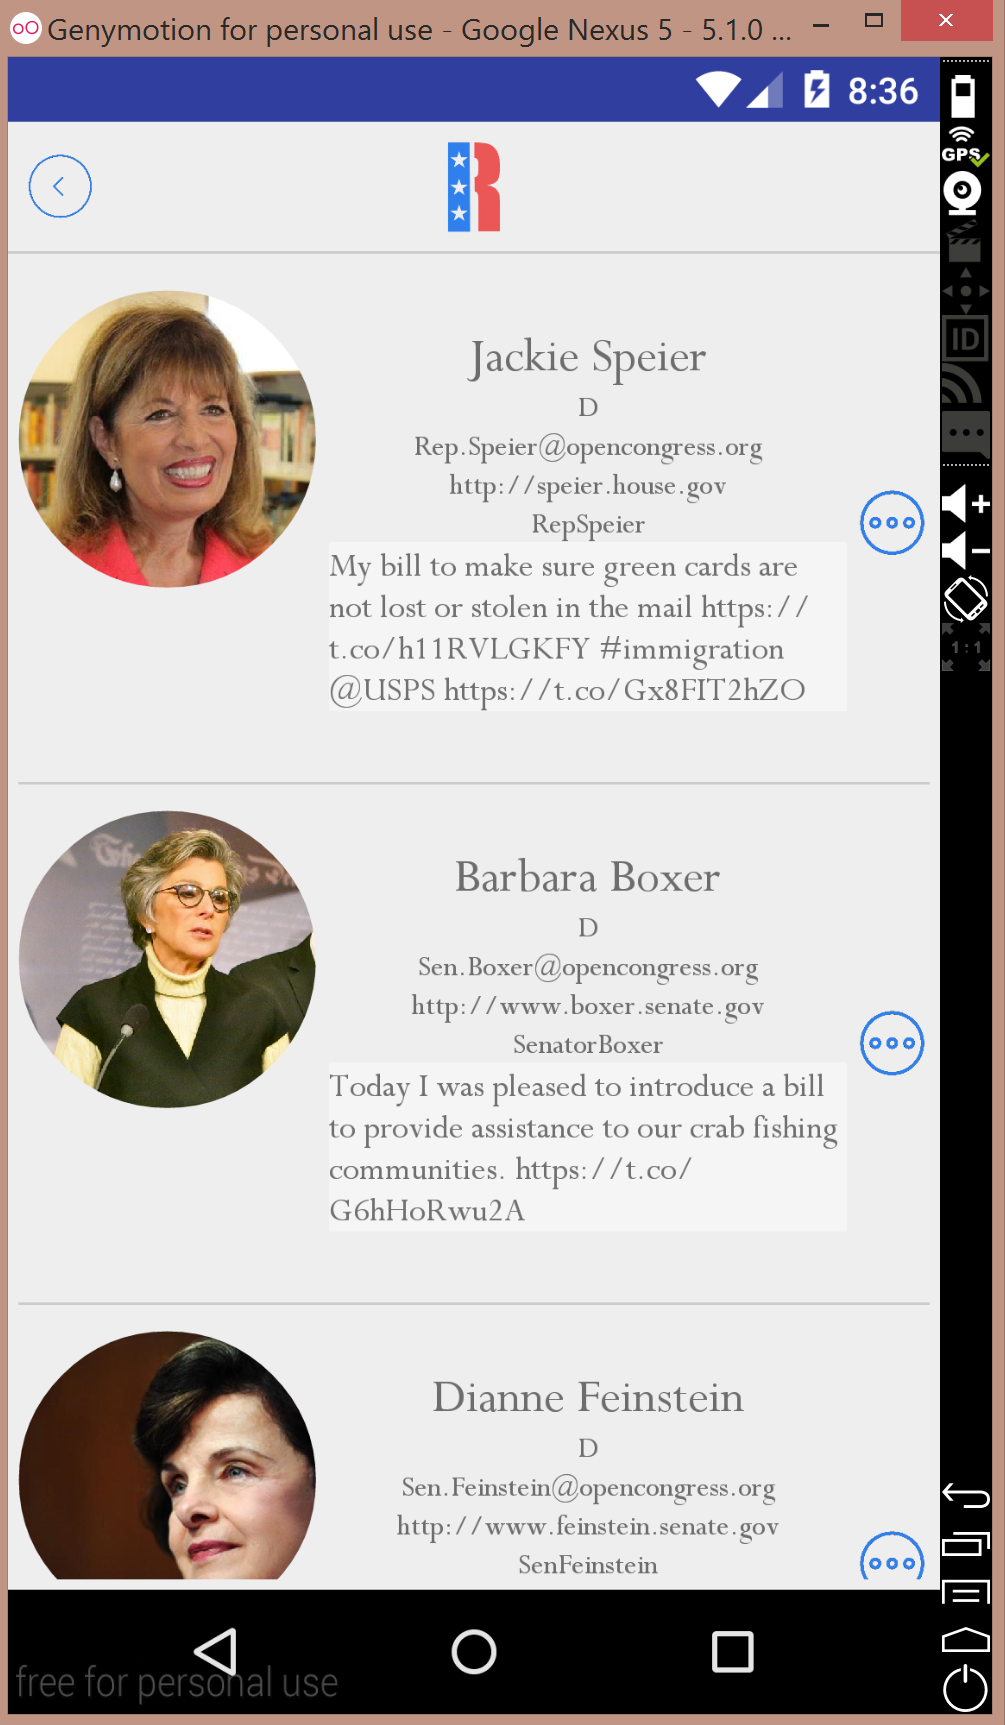 Genymotion for personal use - Google Nexus 5 - 5.1.0 ...
8:36
GPS
R
ID
Jackie Speier
D
Rep.Speier@opencongress.org
http://speier.house.gov
RepSpeier
My bill to make sure green cards are
not lost or stolen in the mail https://
t.co/h11RVLGKFY #immigration
@USPS https://t.co/Gx8FIT2hZO
1:1
Barbara Boxer
D
Sen.Boxer@opencongress.org
http://www.boxer.senate.gov
SenatorBoxer
Today I was pleased to introduce a bill
to provide assistance to our crab fishing
communities. https://t.co/
G6hHoRwu2A
Dianne Feinstein
D
Sen.Feinstein@opencongress.org
http://www.feinstein.senate.gov
SenFeinstein
free for personal use